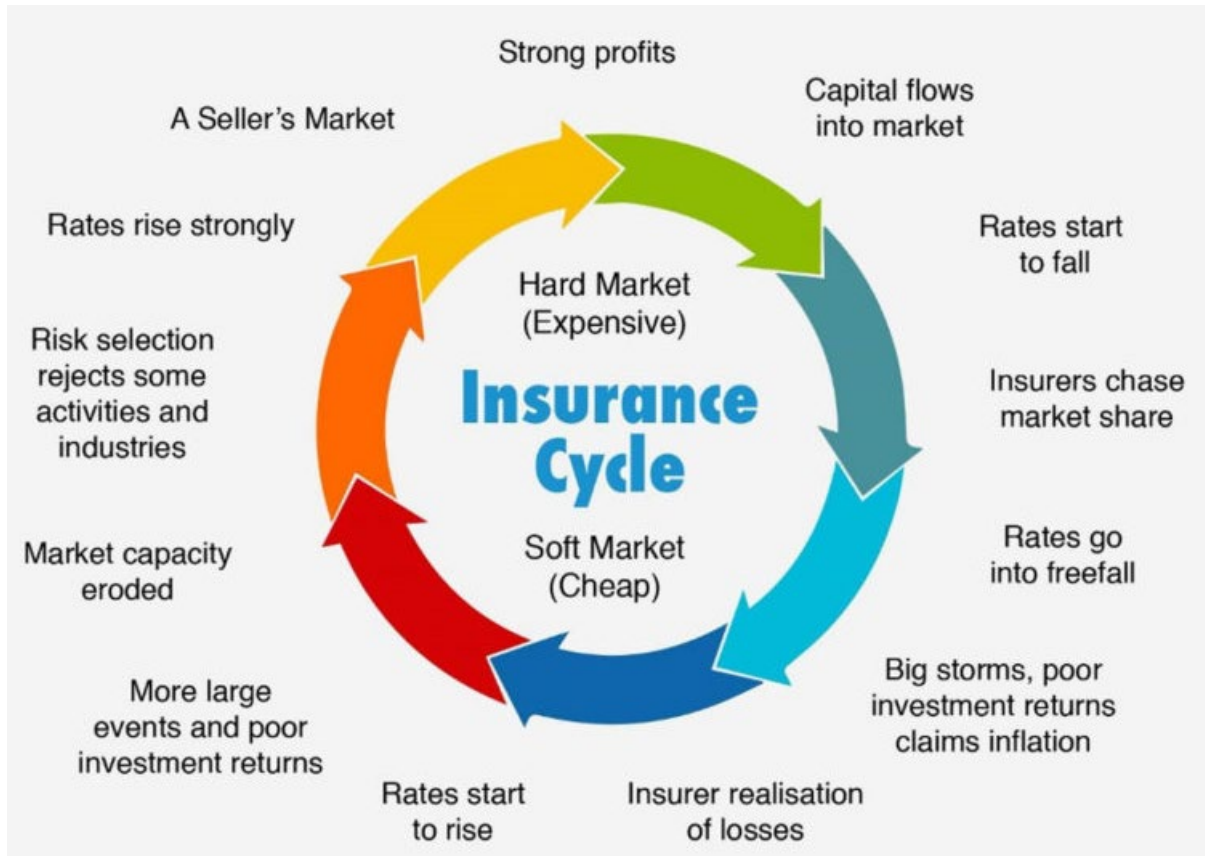 Strong profits
Capital flows
into market
Rates start
to fall
Insurers chase
market share
Rates go
into freefall
Big storms, poor
investment returns
claims inflation
Insurer realisation
of losses
Rates start
to rise
More large
events and poor
investment returns
Market capacity
eroded
Risk selection
rejects some
activities and
industries
Rates rise strongly
A Seller's Market
Hard Market
(Expensive)
Insurance
Cycle
Soft Market
(Cheap)